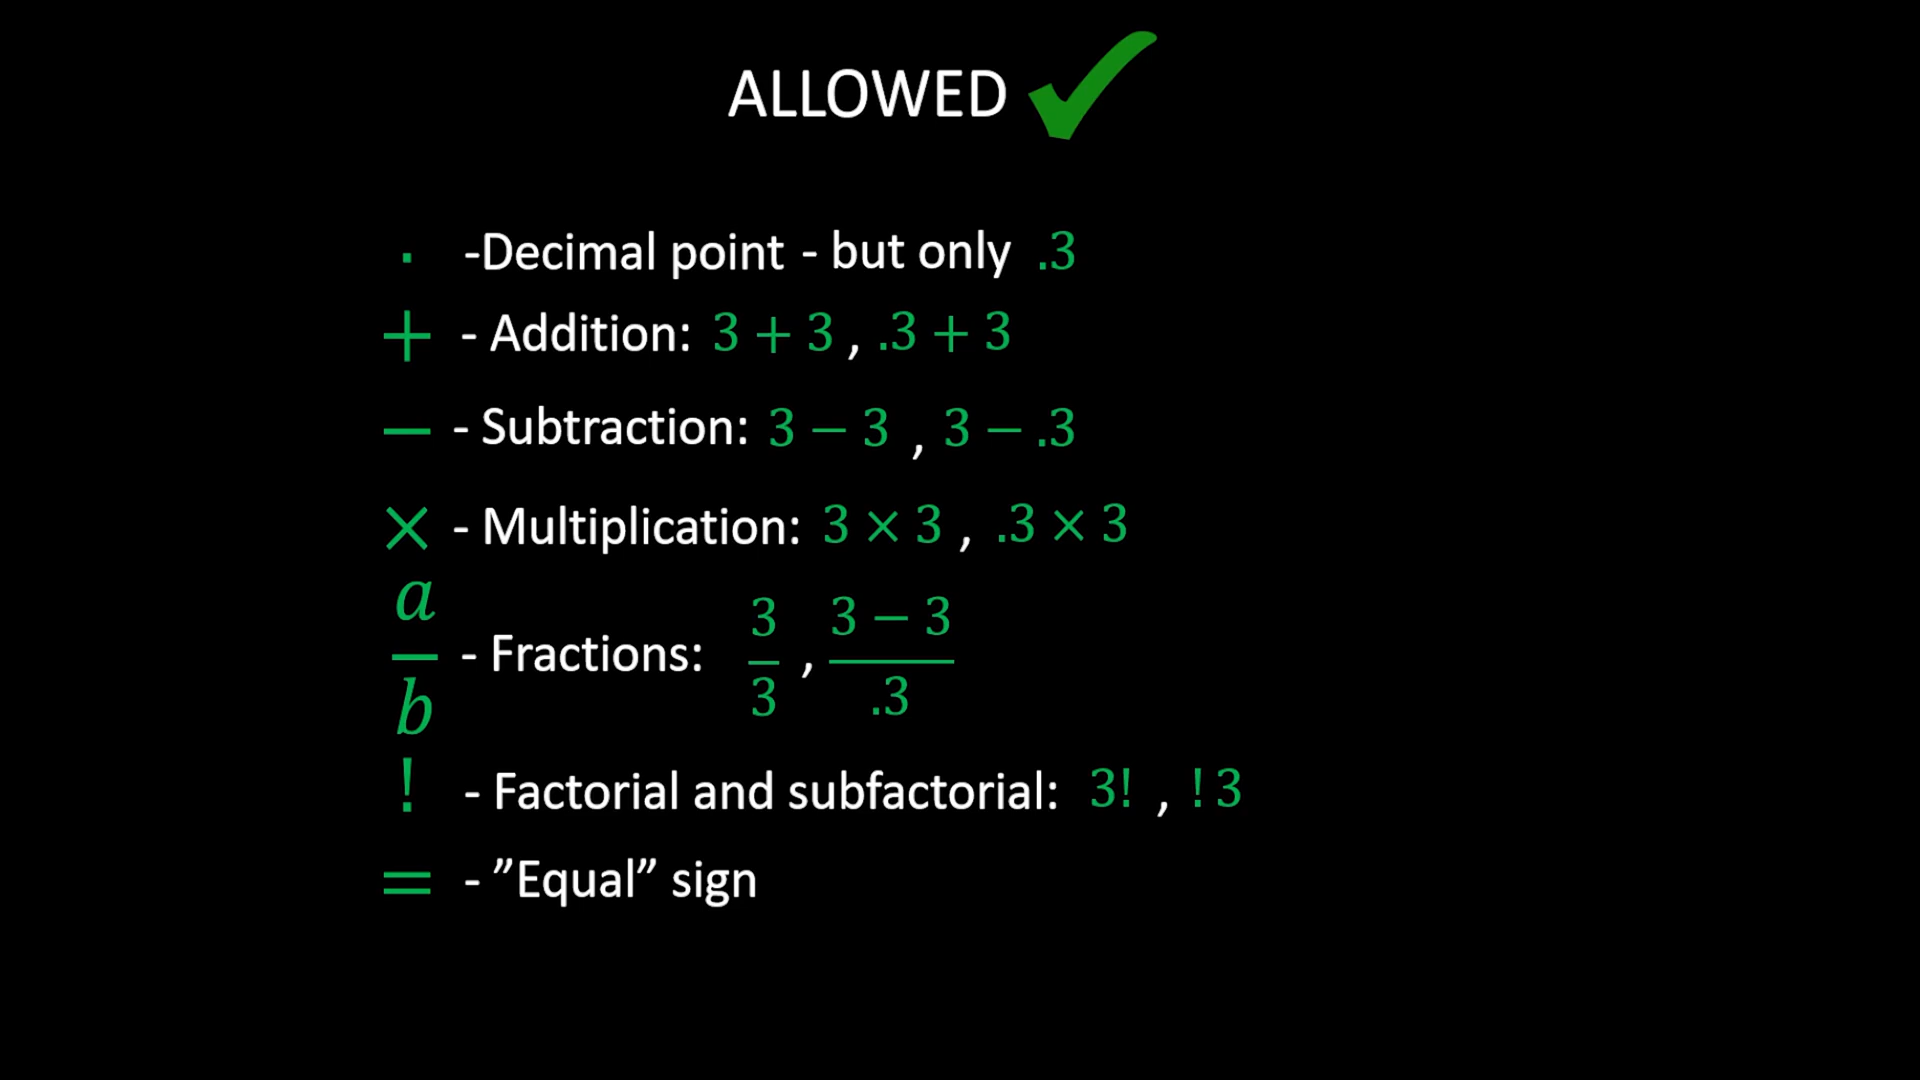 ALLOWED
. -Decimal point - but only .3
+ - Addition: 3 + 3 , .3 + 3
− - Subtraction: 3 − 3 , 3 − .3
× - Multiplication: 3 × 3 , .3 × 3
a/b - Fractions: 3/3 , 3 − 3/.3
! - Factorial and subfactorial: 3! , !3
= - ”Equal” sign